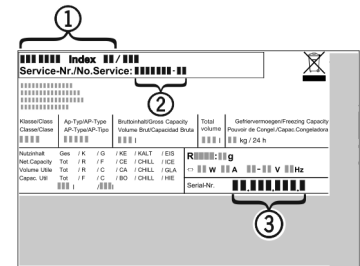 1
Index /
Service-Nr./No.Service: -
2
Klasse/Class Ap-Typ/AP-Type Bruttoinhalt/Gross Capacity Total Gefriervermoegen/Freezing Capacity
Classe/Clase AP-Type/AP-Tipo Volume Brut/Capacidad Bruta volume Pouvoir de Congel./Capac.Congeladora
l l kg / 24 h
Nutzinhalt Ges / K / G / KE / KALT / EIS
Net.Capacity Tot / R / F / CE / CHILL / ICE
Volume Utile Tot / R / C / CA / CHILL / GLA
Capac. Util Tot / F / C / BO / CHILL / HIE
l / l
R : g
W A - V Hz
Serial-Nr. . . .
3